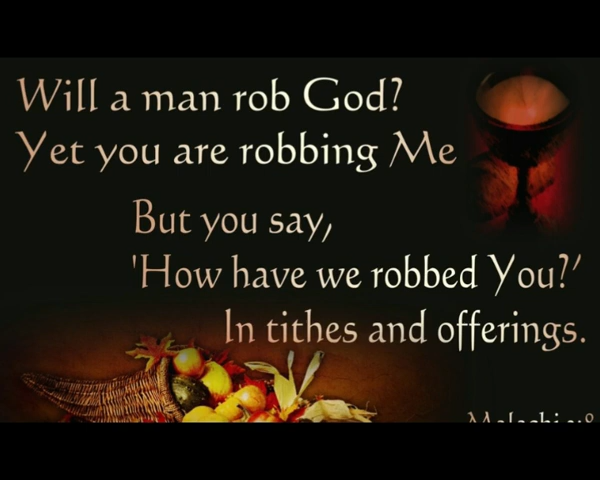 Will a man rob God?
Yet you are robbing Me
But you say,
'How have we robbed You?'
In tithes and offerings.